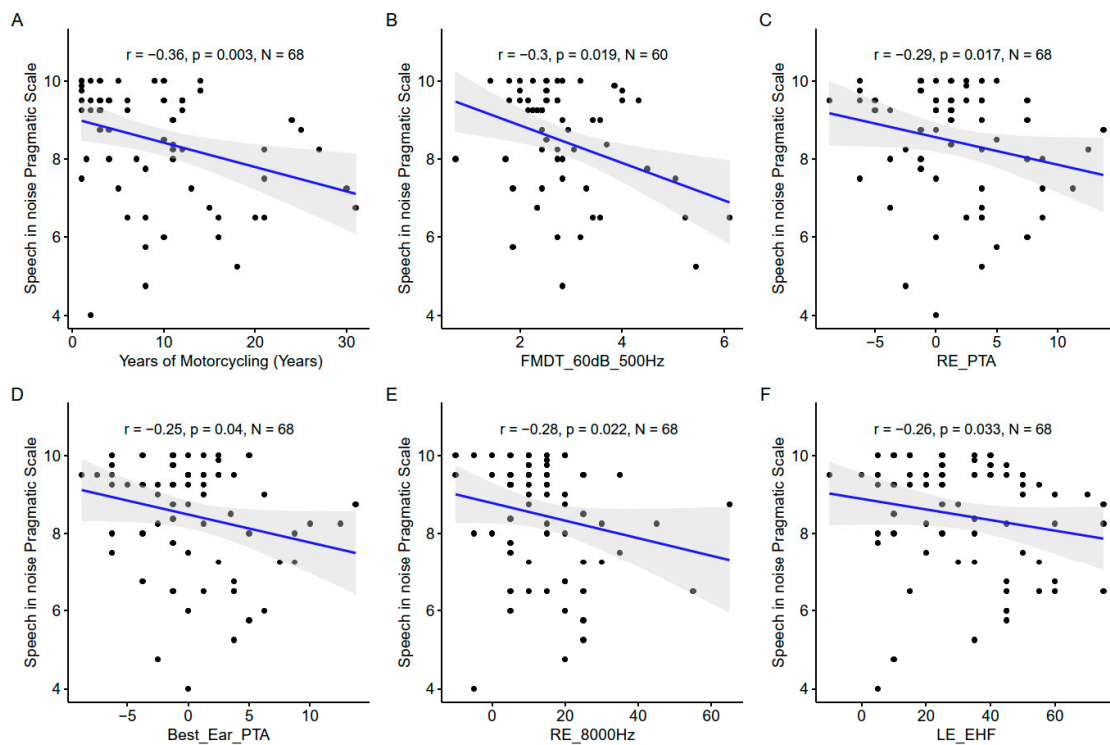 A
r = −0.36, p = 0.003, N = 68
Speech in noise Pragmatic Scale
10
8
6
4
0
10
20
30
Years of Motorcycling (Years)
B
r = −0.3, p = 0.019, N = 60
Speech in noise Pragmatic Scale
10
8
6
4
2
4
6
FMDT_60dB_500Hz
C
r = −0.29, p = 0.017, N = 68
Speech in noise Pragmatic Scale
10
8
6
4
−5
0
5
10
RE_PTA
D
r = −0.25, p = 0.04, N = 68
Speech in noise Pragmatic Scale
10
8
6
4
−5
0
5
10
Best_Ear_PTA
E
r = −0.28, p = 0.022, N = 68
Speech in noise Pragmatic Scale
10
8
6
4
0
20
40
60
RE_8000Hz
F
r = −0.26, p = 0.033, N = 68
Speech in noise Pragmatic Scale
10
8
6
4
0
20
40
60
LE_EHF